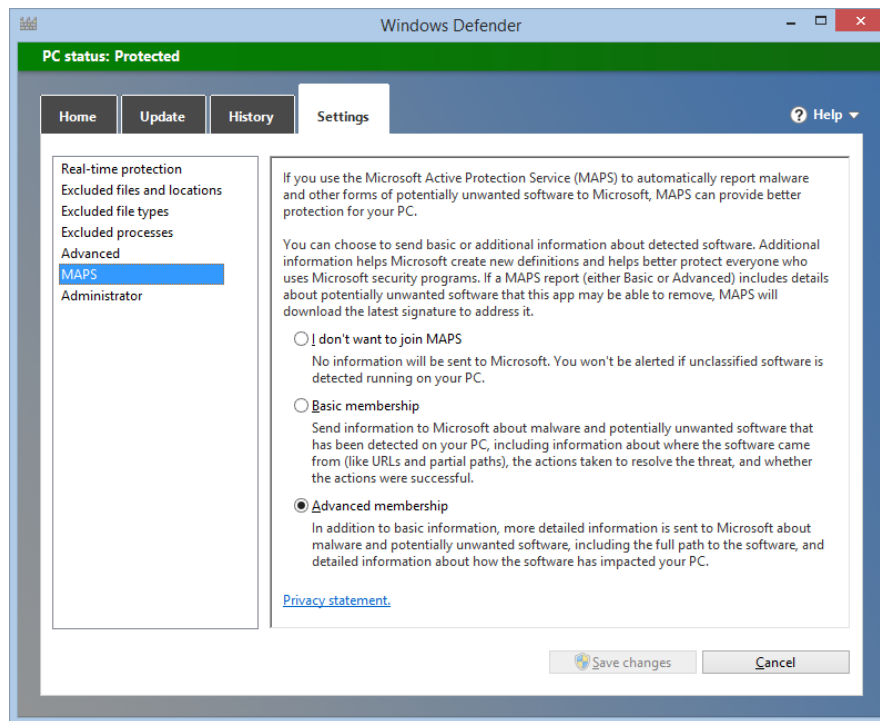 Windows Defender
PC status: Protected
Home
Update
History
Settings
Help
Real-time protection
Excluded files and locations
Excluded file types
Excluded processes
Advanced
MAPS
Administrator
If you use the Microsoft Active Protection Service (MAPS) to automatically report malware
and other forms of potentially unwanted software to Microsoft, MAPS can provide better
protection for your PC.
You can choose to send basic or additional information about detected software. Additional
information helps Microsoft create new definitions and helps better protect everyone who
uses Microsoft security programs. If a MAPS report (either Basic or Advanced) includes details
about potentially unwanted software that this app may be able to remove, MAPS will
download the latest signature to address it.
I don't want to join MAPS
No information will be sent to Microsoft. You won't be alerted if unclassified software is
detected running on your PC.
Basic membership
Send information to Microsoft about malware and potentially unwanted software that
has been detected on your PC, including information about where the software came
from (like URLs and partial paths), the actions taken to resolve the threat, and whether
the actions were successful.
Advanced membership
In addition to basic information, more detailed information is sent to Microsoft about
malware and potentially unwanted software, including the full path to the software, and
detailed information about how the software has impacted your PC.
Privacy statement.
Save changes
Cancel